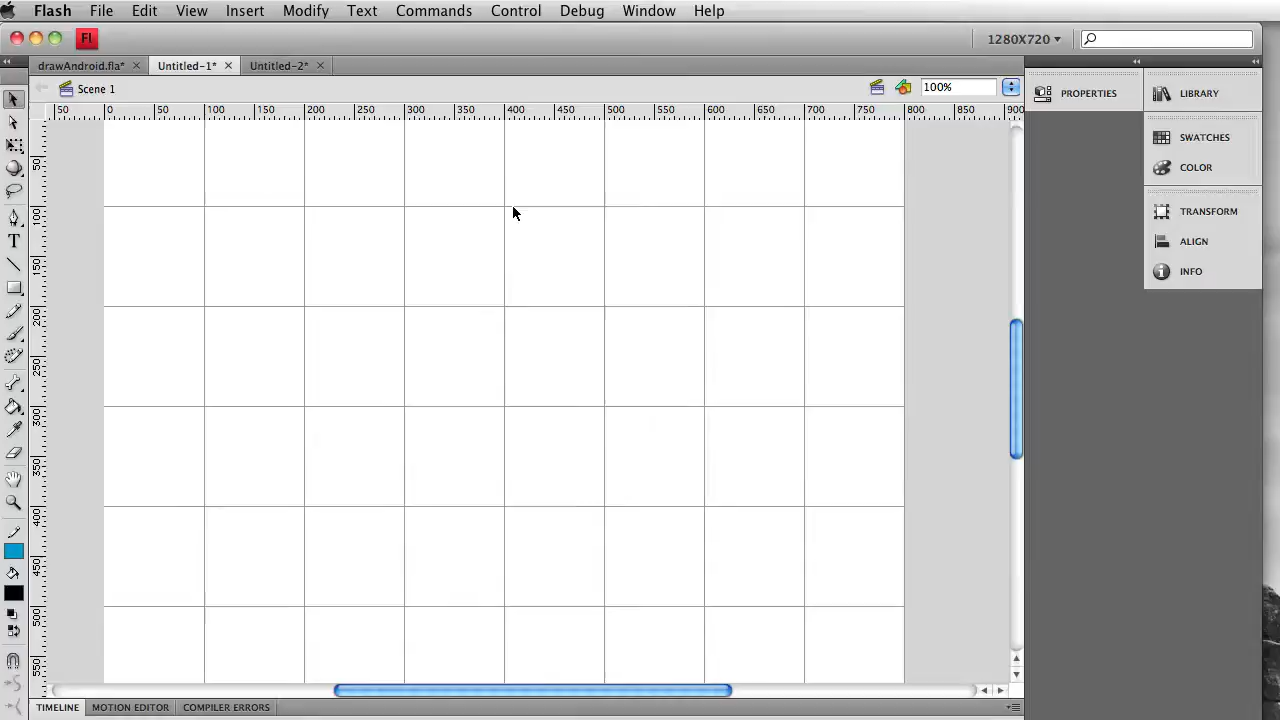 Flash File Edit View Insert Modify Text Commands Control Debug Window Help
Fl 1280X720
drawAndroid.fla* Untitled-1* Untitled-2*
Scene 1 100%
50 0 50 100 150 200 250 300 350 400 450 500 550 600 650 700 750 800 850 900
50
100
150
200
250
300
350
400
450
500
550
T
PROPERTIES
LIBRARY
SWATCHES
COLOR
TRANSFORM
ALIGN
INFO
TIMELINE MOTION EDITOR COMPILER ERRORS